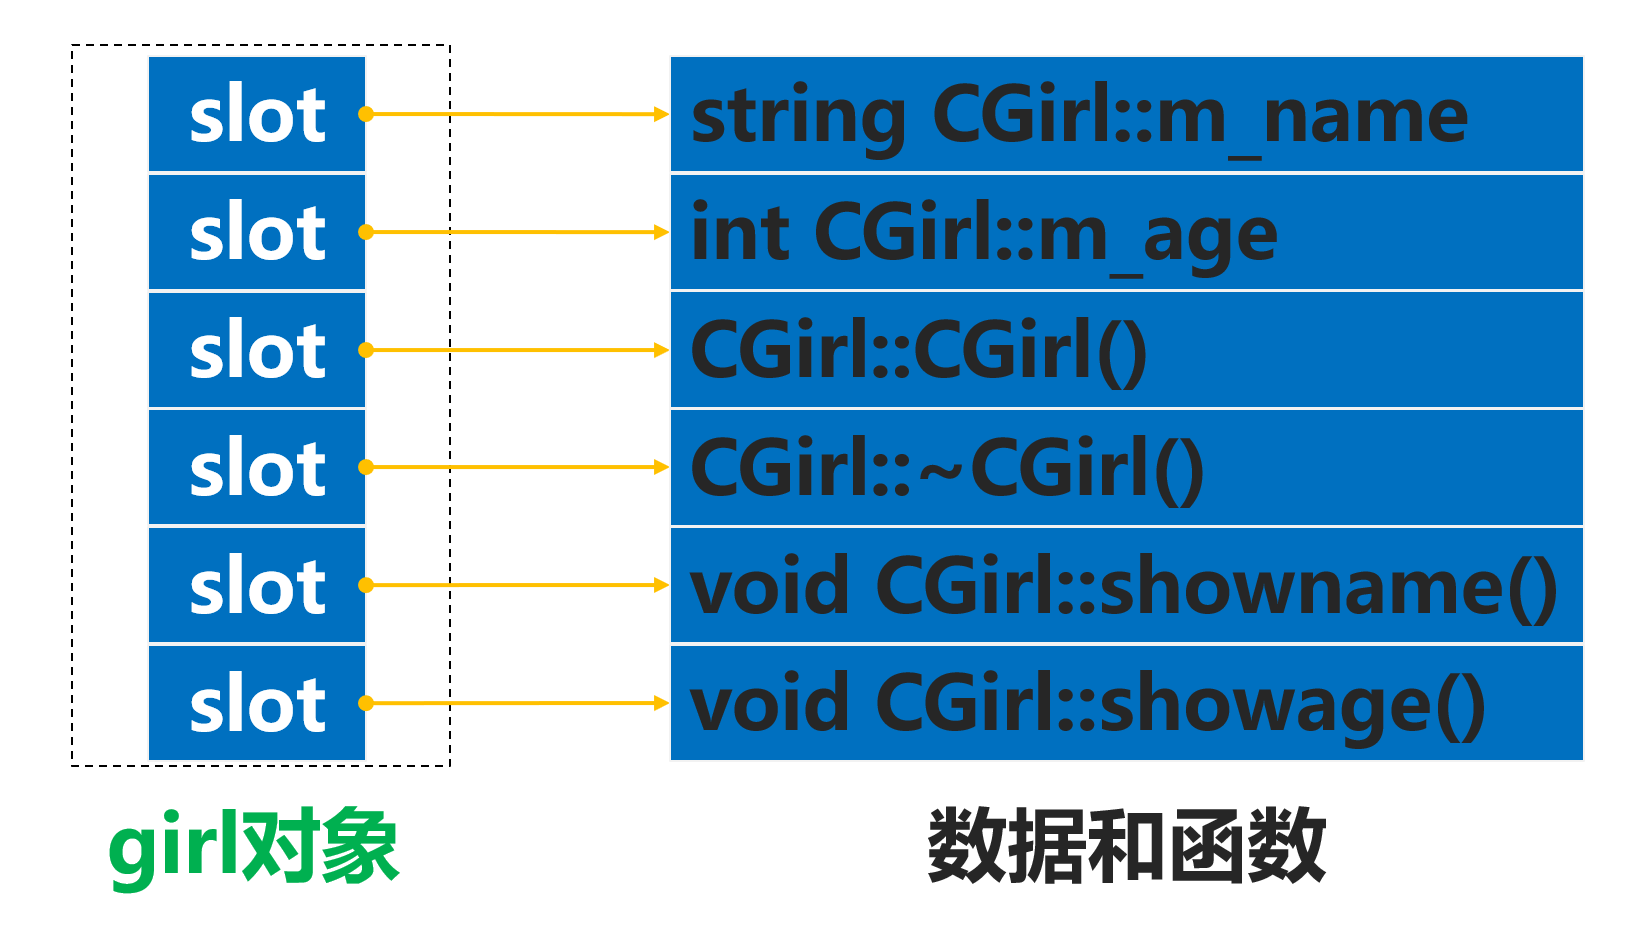 slot string CGirl::m_name
slot int CGirl::m_age
slot CGirl::CGirl()
slot CGirl::~CGirl()
slot void CGirl::showname()
slot void CGirl::showage()
girl对象 数据和函数